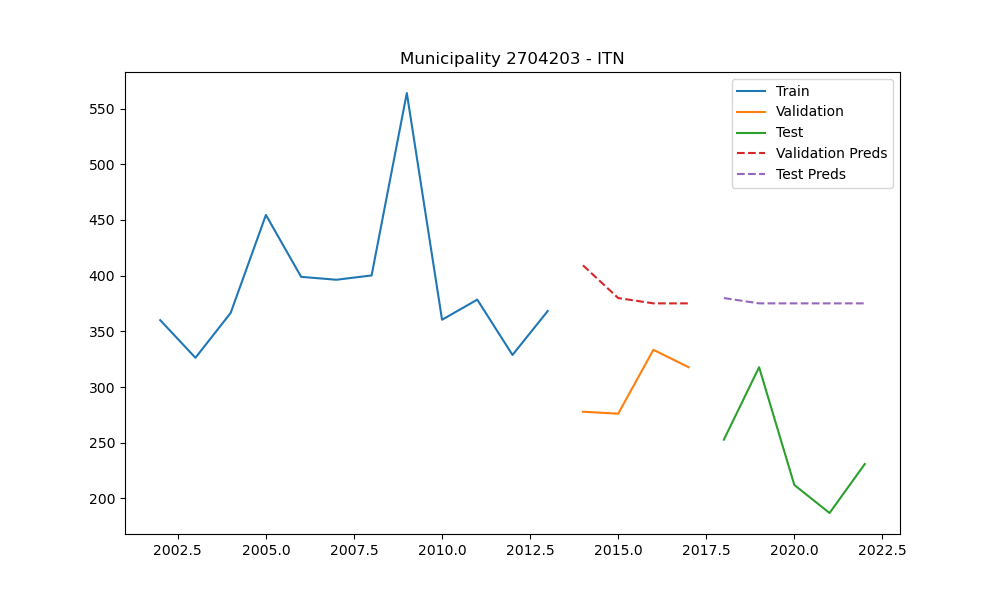 Municipality 2704203 - ITN
Train
Validation
Test
Validation Preds
Test Preds
550
500
450
400
350
300
250
200
2002.5 2005.0 2007.5 2010.0 2012.5 2015.0 2017.5 2020.0 2022.5